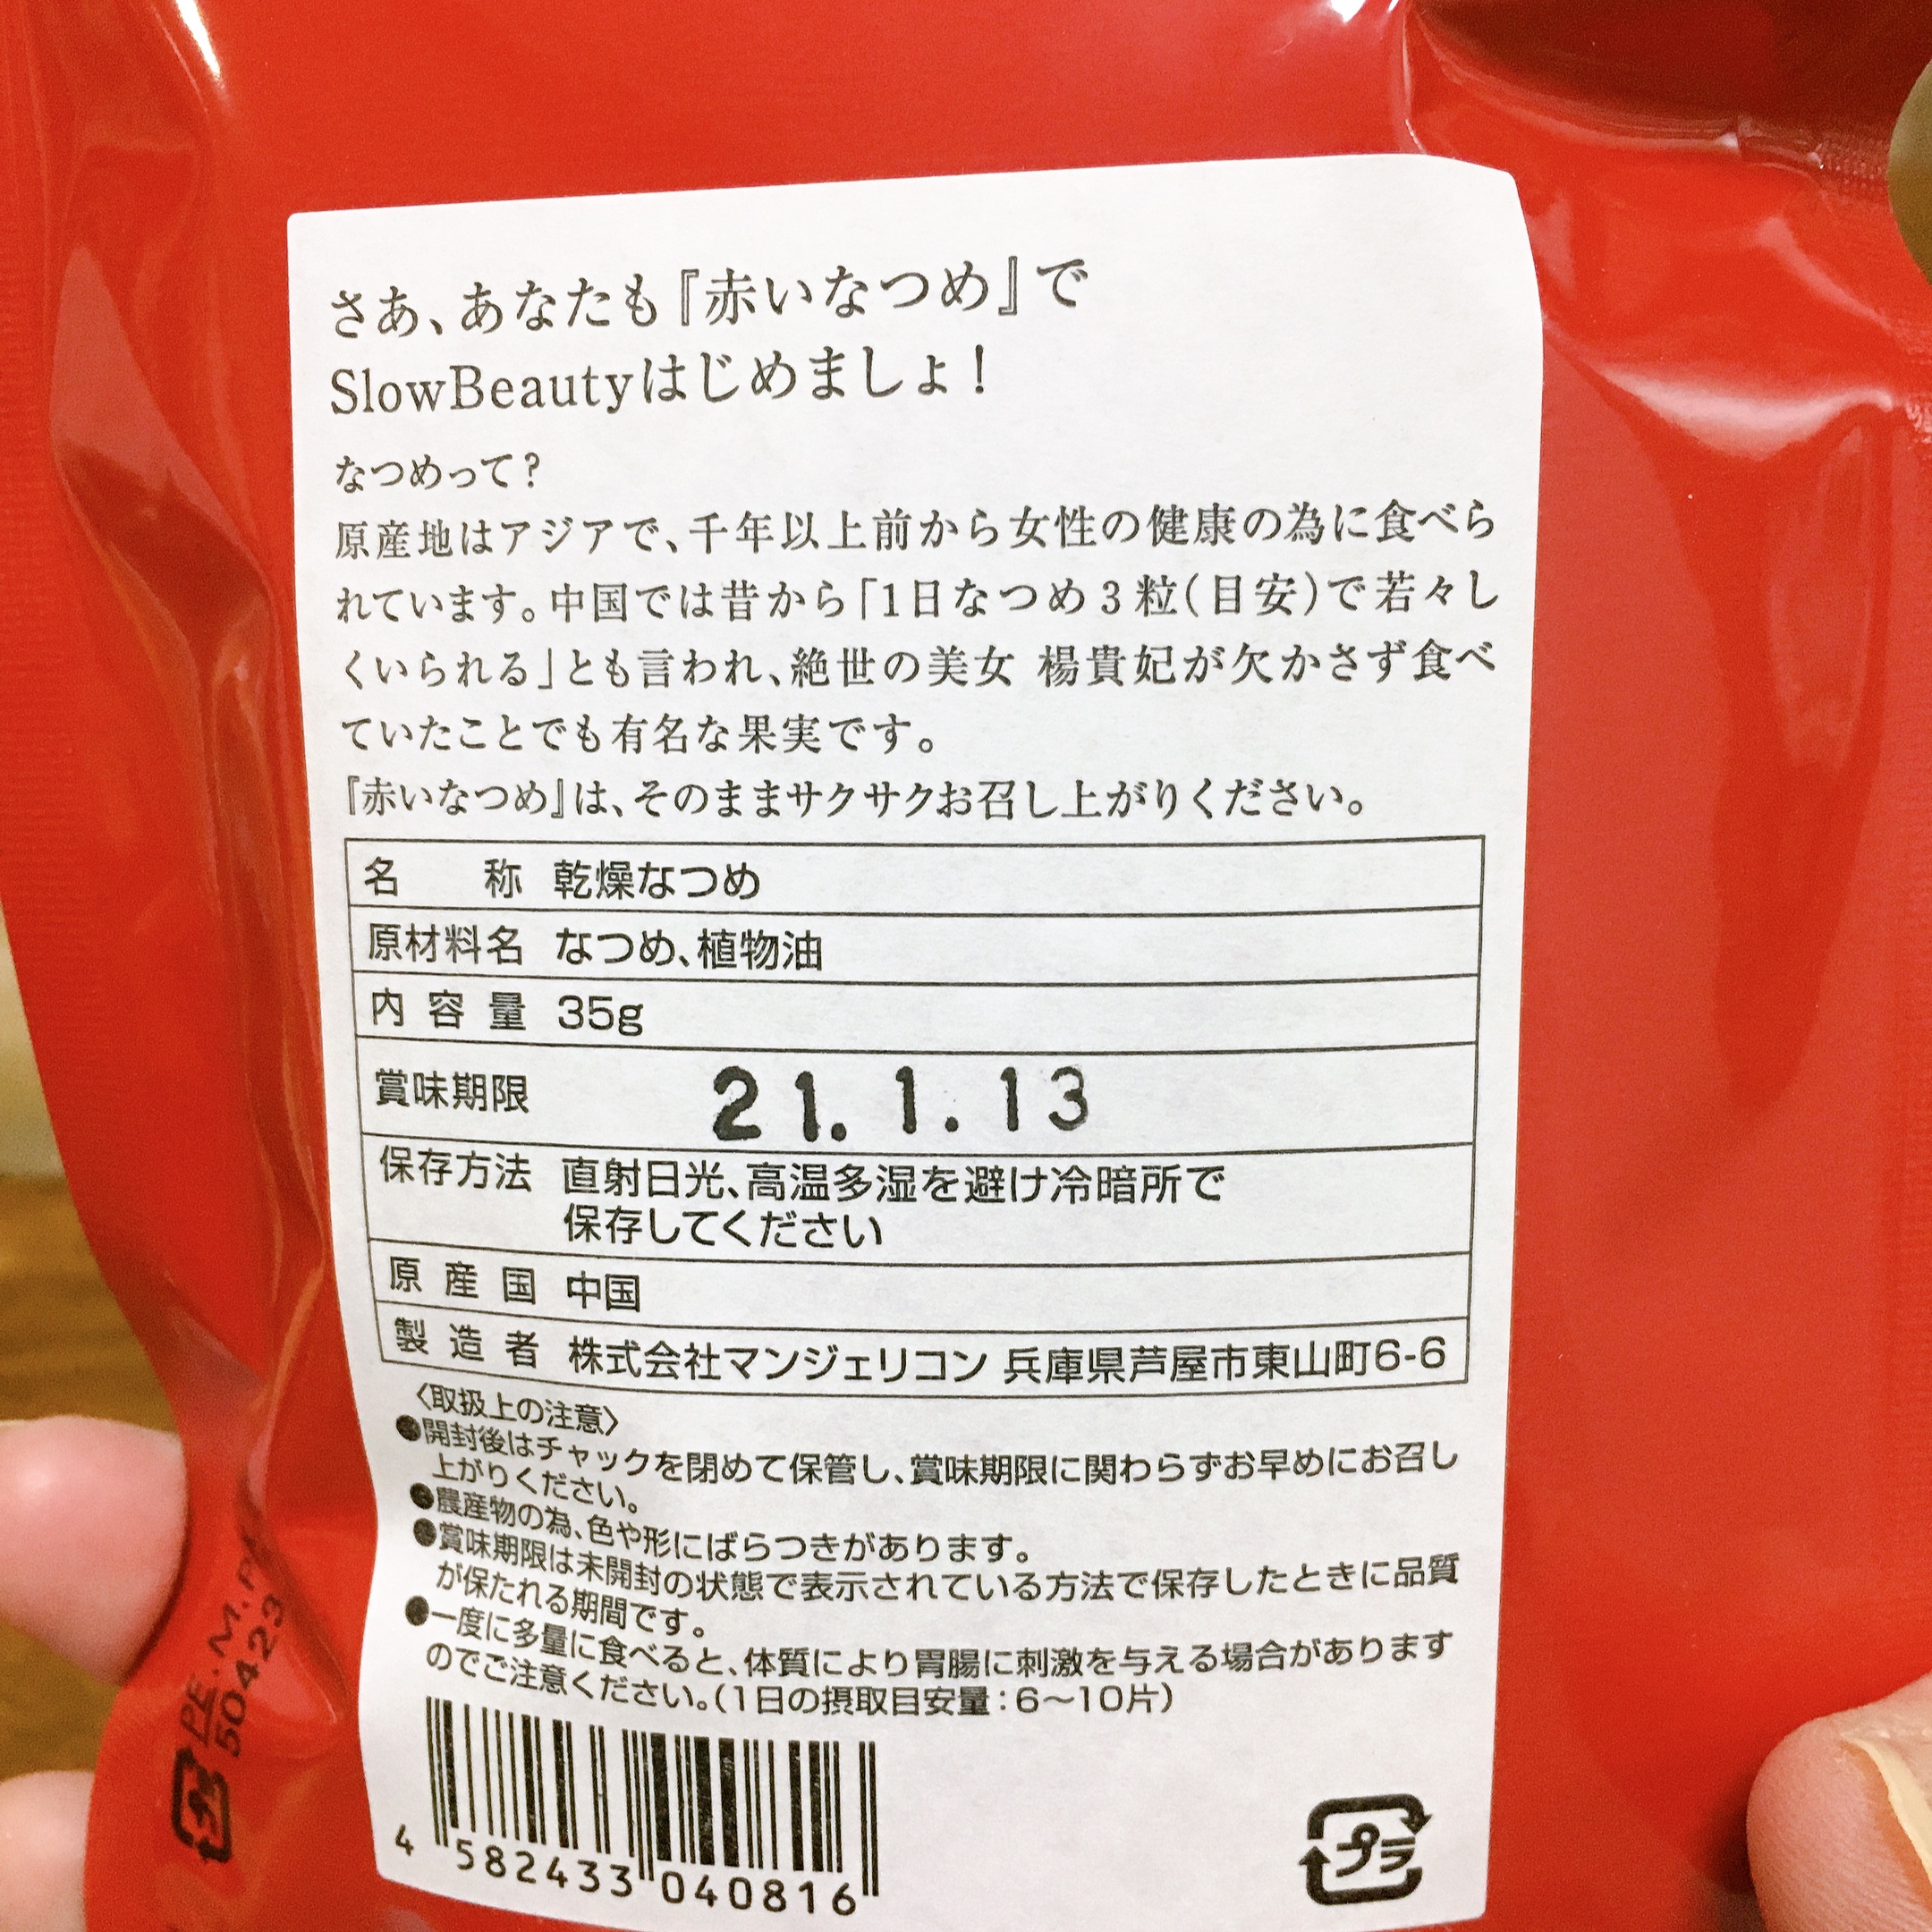 さあ、あなたも『赤いなつめ』で
SlowBeautyはじめましょ！
なつめって？
原産地はアジアで、千年以上前から女性の健康の為に食べら
れています。中国では昔から「1日なつめ3粒(目安)で若々し
くいられる」とも言われ、絶世の美女 楊貴妃が欠かさず食べ
ていたことでも有名な果実です。
『赤いなつめ』は、そのままサクサクお召し上がりください。
名称 乾燥なつめ
原材料名 なつめ、植物油
内容量 35g
賞味期限 21.1.13
保存方法 直射日光、高温多湿を避け冷暗所で
保存してください
原産国 中国
製造者 株式会社マンジェリコン 兵庫県芦屋市東山町6-6
〈取扱上の注意〉
●開封後はチャックを閉めて保管し、賞味期限に関わらずお早めにお召し
上がりください。
●農産物の為、色や形にばらつきがあります。
●賞味期限は未開封の状態で表示されている方法で保存したときに品質
が保たれる期間です。
●一度に多量に食べると、体質により胃腸に刺激を与える場合があります
のでご注意ください。(1日の摂取目安量：6〜10片)
4 582433 040816
プラ
プラ
PE.M.
50423